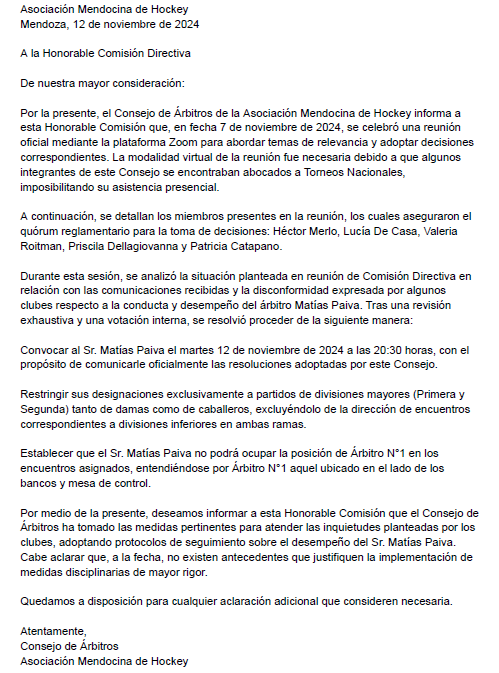 Asociación Mendocina de Hockey
Mendoza, 12 de noviembre de 2024
A la Honorable Comisión Directiva
De nuestra mayor consideración:
Por la presente, el Consejo de Árbitros de la Asociación Mendocina de Hockey informa a
esta Honorable Comisión que, en fecha 7 de noviembre de 2024, se celebró una reunión
oficial mediante la plataforma Zoom para abordar temas de relevancia y adoptar decisiones
correspondientes. La modalidad virtual de la reunión fue necesaria debido a que algunos
integrantes de este Consejo se encontraban abocados a Torneos Nacionales,
imposibilitando su asistencia presencial.
A continuación, se detallan los miembros presentes en la reunión, los cuales aseguraron el
quórum reglamentario para la toma de decisiones: Héctor Merlo, Lucía De Casa, Valeria
Roitman, Priscila Dellagiovanna y Patricia Catapano.
Durante esta sesión, se analizó la situación planteada en reunión de Comisión Directiva en
relación con las comunicaciones recibidas y la disconformidad expresada por algunos
clubes respecto a la conducta y desempeño del árbitro Matías Paiva. Tras una revisión
exhaustiva y una votación interna, se resolvió proceder de la siguiente manera:
Convocar al Sr. Matías Paiva el martes 12 de noviembre de 2024 a las 20:30 horas, con el
propósito de comunicarle oficialmente las resoluciones adoptadas por este Consejo.
Restringir sus designaciones exclusivamente a partidos de divisiones mayores (Primera y
Segunda) tanto de damas como de caballeros, excluyéndolo de la dirección de encuentros
correspondientes a divisiones inferiores en ambas ramas.
Establecer que el Sr. Matías Paiva no podrá ocupar la posición de Árbitro N°1 en los
encuentros asignados, entendiéndose por Árbitro N°1 aquel ubicado en el lado de los
bancos y mesa de control.
Por medio de la presente, deseamos informar a esta Honorable Comisión que el Consejo de
Árbitros ha tomado las medidas pertinentes para atender las inquietudes planteadas por los
clubes, adoptando protocolos de seguimiento sobre el desempeño del Sr. Matías Paiva.
Cabe aclarar que, a la fecha, no existen antecedentes que justifiquen la implementación de
medidas disciplinarias de mayor rigor.
Quedamos a disposición para cualquier aclaración adicional que consideren necesaria.
Atentamente,
Consejo de Árbitros
Asociación Mendocina de Hockey